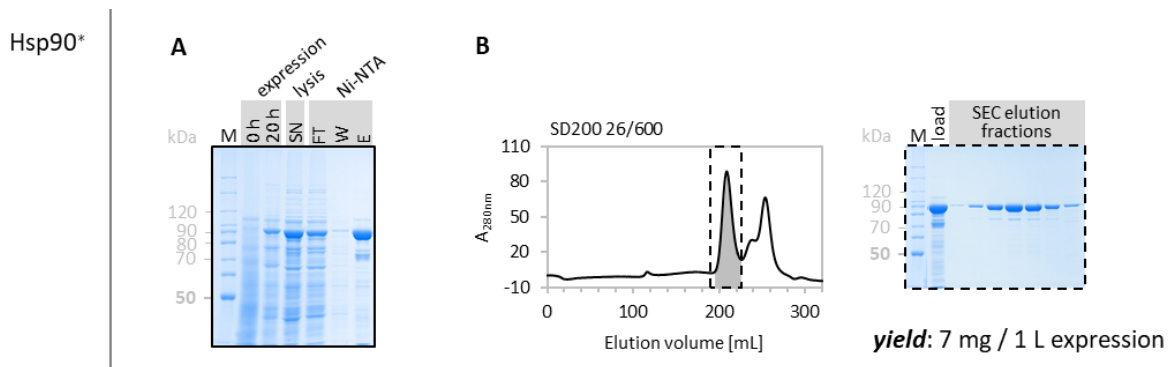 Hsp90*
A
expression
lysis
Ni-NTA
kDa
M
0 h
20 h
SN
FT
W
E
120
90
80
70
50
B
SD200 26/600
A280nm
110
80
50
20
-10
0
100
200
300
Elution volume [mL]
kDa
M
load
SEC elution
fractions
120
90
70
50
yield: 7 mg / 1 L expression